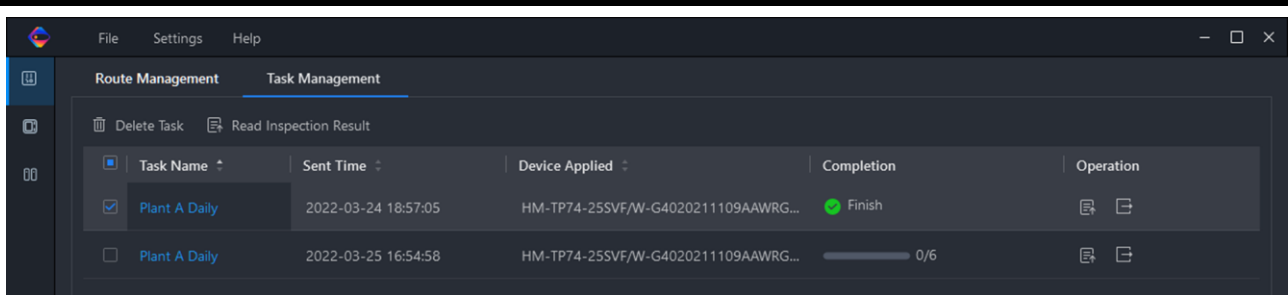 File Settings Help
Route Management Task Management
Delete Task Read Inspection Result
Task Name Sent Time Device Applied Completion Operation
Plant A Daily 2022-03-24 18:57:05 HM-TP74-25SVF/W-G4020211109AAWRG... Finish
Plant A Daily 2022-03-25 16:54:58 HM-TP74-25SVF/W-G4020211109AAWRG... 0/6